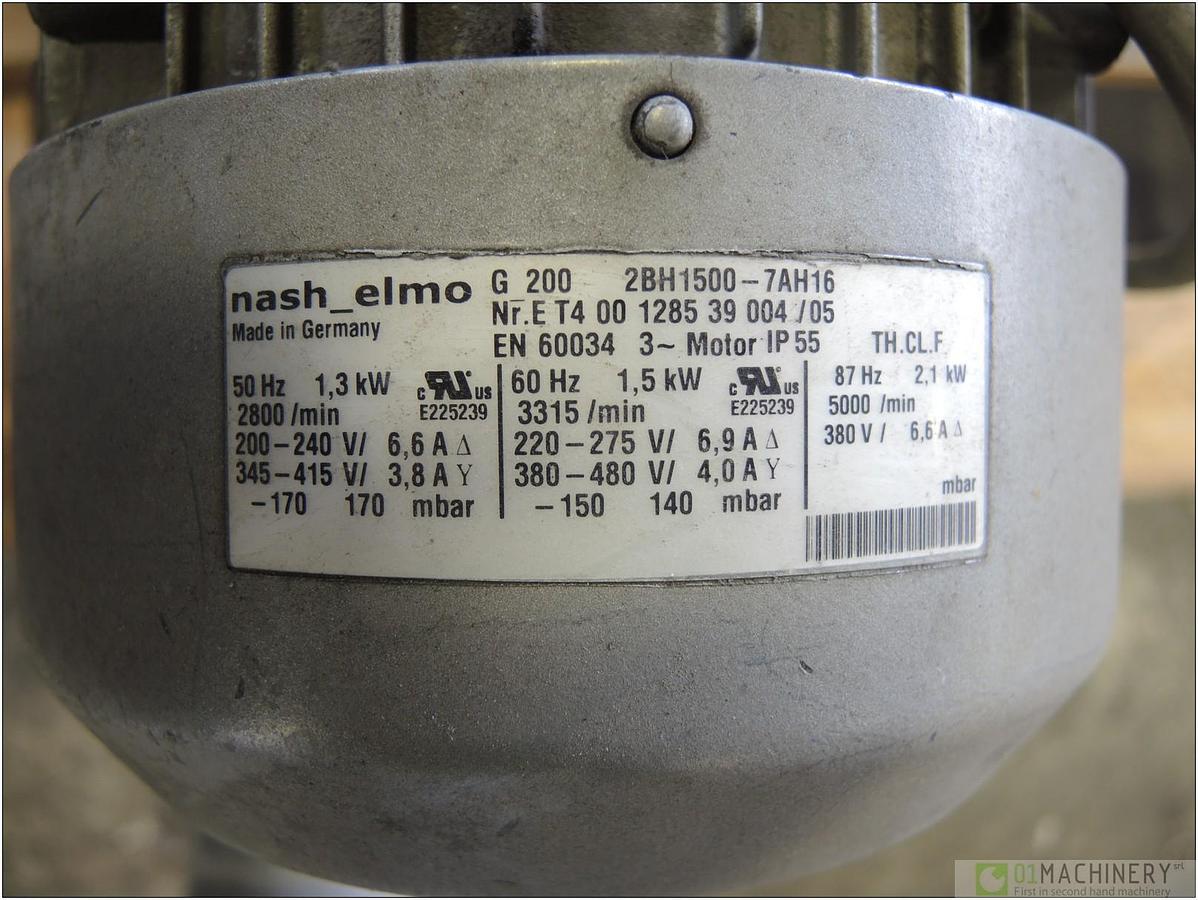 nash_elmo G 200 2BH1500-7AH16
Made in Germany Nr.E T4 00 1285 39 004 /05
EN 60034 3~ Motor IP 55 TH.CL.F
50 Hz 1,3 kW c RU us
2800 /min E225239
200-240 V/ 6,6 A Δ
345-415 V/ 3,8 A Y
-170 170 mbar
60 Hz 1,5 kW c RU us
3315 /min E225239
220-275 V/ 6,9 A Δ
380-480 V/ 4,0 A Y
-150 140 mbar
87 Hz 2,1 kW
5000 /min
380 V / 6,6 A Δ
mbar
01MACHINERY srl
First in second hand machinery